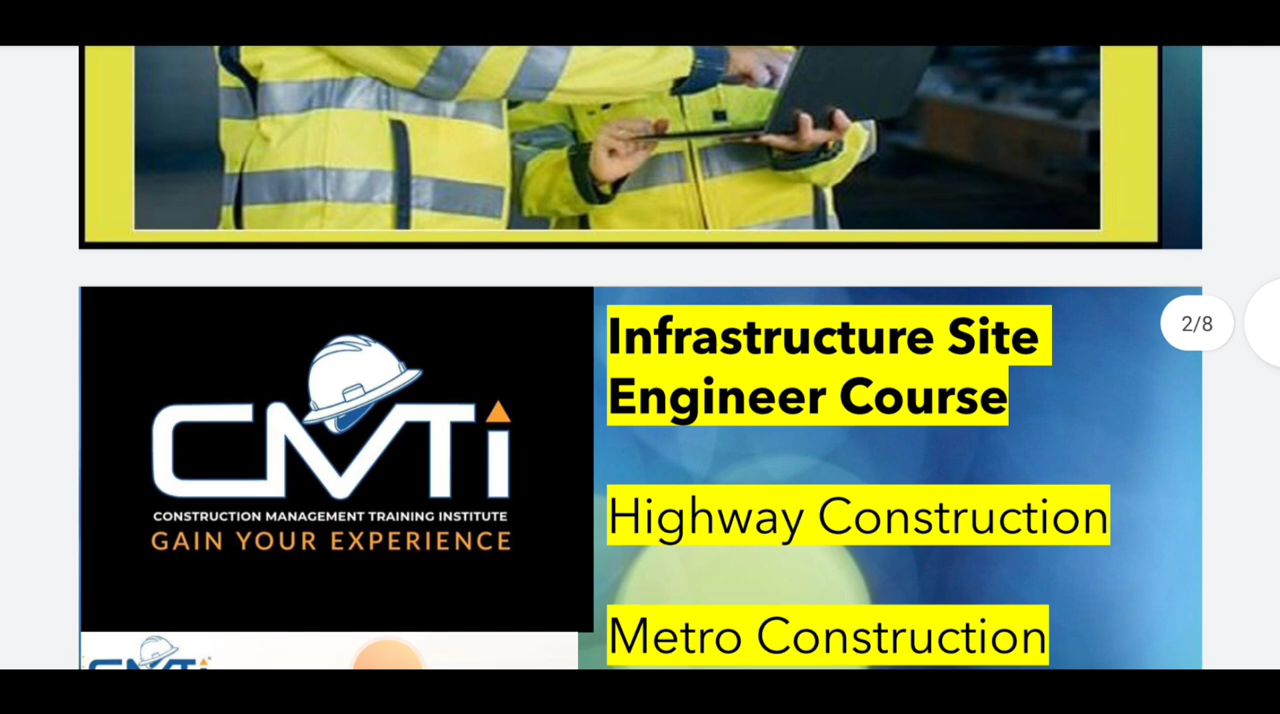 CMTi
CONSTRUCTION MANAGEMENT TRAINING INSTITUTE
GAIN YOUR EXPERIENCE
Infrastructure Site
Engineer Course
2/8
Highway Construction
Metro Construction